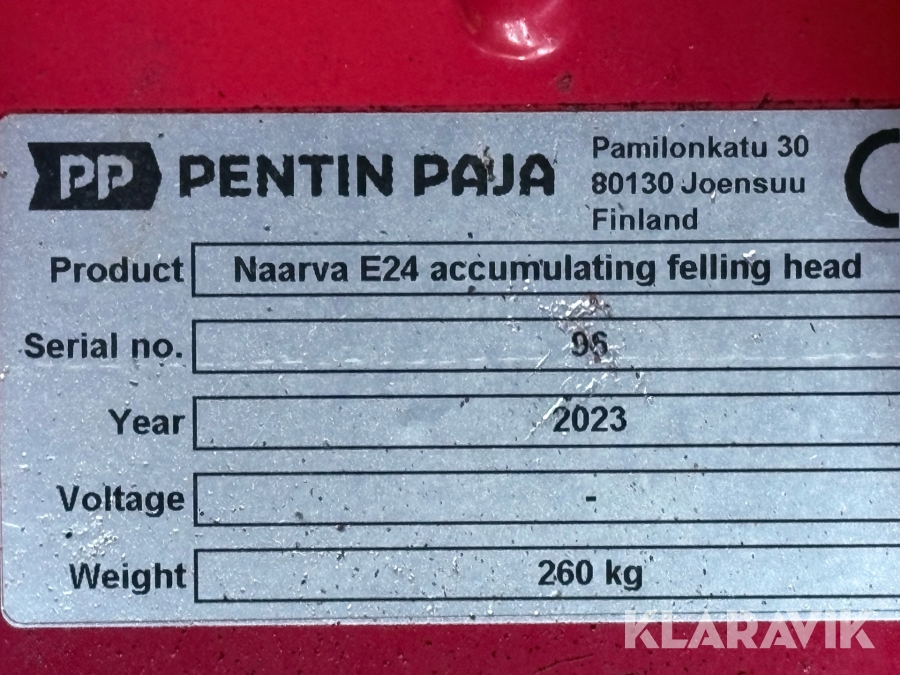 PP PENTIN PAJA
Pamilonkatu 30
80130 Joensuu
Finland
Product Naarva E24 accumulating felling head
Serial no. 96
Year 2023
Voltage -
Weight 260 kg
KLARAVIK